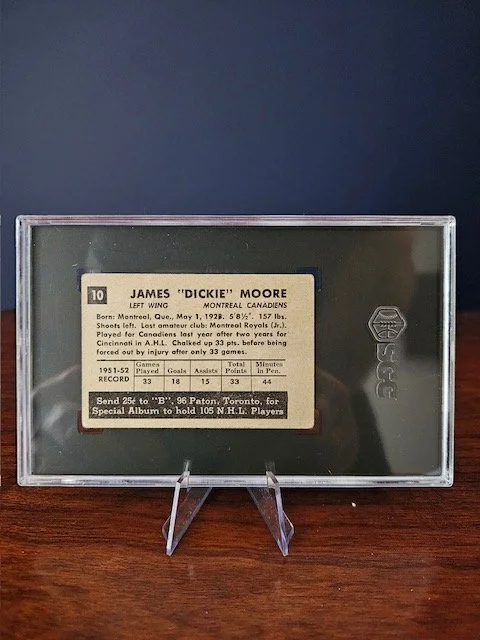 10 JAMES "DICKIE" MOORE
LEFT WING MONTREAL CANADIENS
Born: Montreal, Que., May 1, 1928. 5'8½". 157 lbs.
Shoots left. Last amateur club: Montreal Royals (Jr.).
Played for Canadiens last year after two years for
Cincinnati in A.H.L. Chalked up 33 pts. before being
forced out by injury after only 33 games.
1951-52 RECORD
Games Played Goals Assists Total Points Minutes in Pen.
33 18 15 33 44
Send 25¢ to "B", 96 Paton, Toronto, for
Special Album to hold 105 N.H.L. Players
SGC